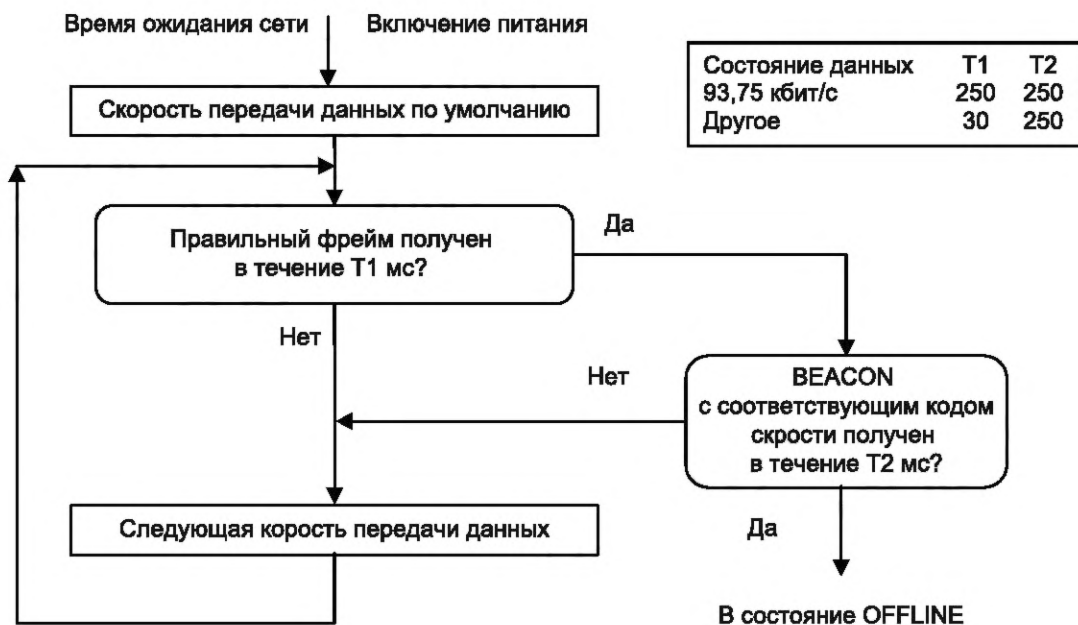 Время ожидания сети Включение питания
Состояние данных T1 T2
93,75 кбит/с 250 250
Другое 30 250
Скорость передачи данных по умолчанию
Правильный фрейм получен
в течение T1 мс?
Да
Нет
Нет
BEACON
с соответствующим кодом
скрости получен
в течение T2 мс?
Следующая корость передачи данных
Да
В состояние OFFLINE